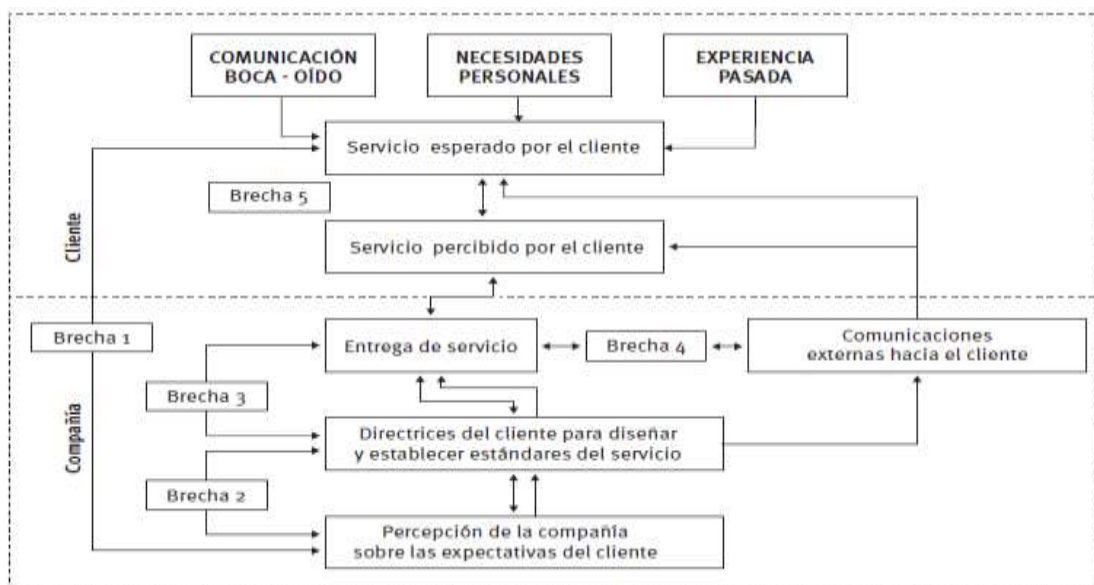 COMUNICACIÓN
BOCA - OÍDO
NECESIDADES
PERSONALES
EXPERIENCIA
PASADA
Servicio esperado por el cliente
Brecha 5
Servicio percibido por el cliente
Cliente
Brecha 1
Entrega de servicio
Brecha 4
Comunicaciones
externas hacia el cliente
Brecha 3
Compañía
Directrices del cliente para diseñar
y establecer estándares del servicio
Brecha 2
Percepción de la compañía
sobre las expectativas del cliente